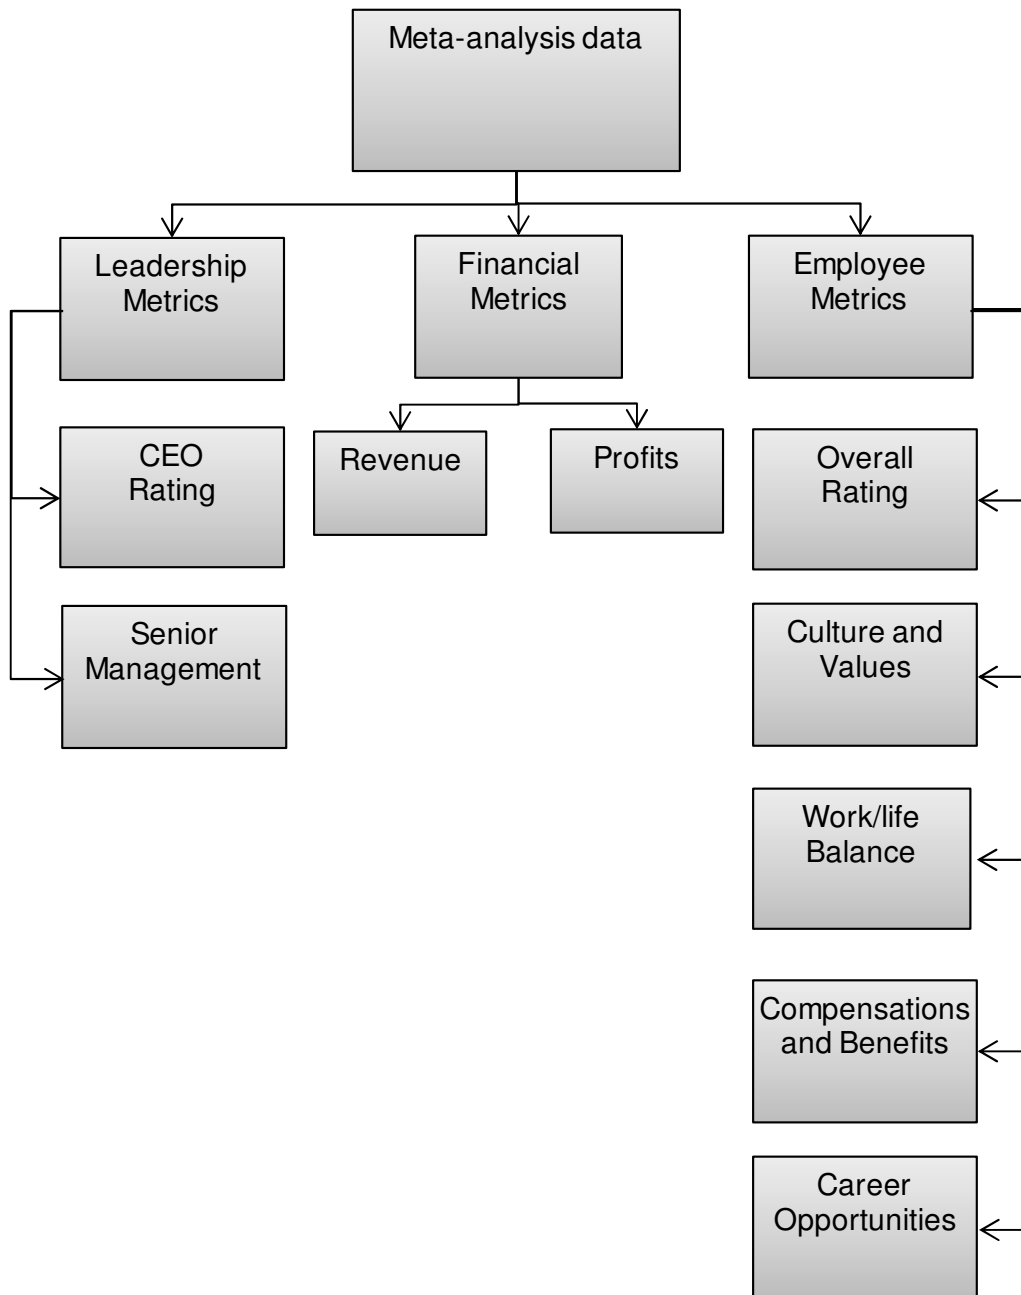 Meta-analysis data
Leadership
Metrics
Financial
Metrics
Employee
Metrics
CEO
Rating
Revenue
Profits
Overall
Rating
Senior
Management
Culture and
Values
Work/life
Balance
Compensations
and Benefits
Career
Opportunities